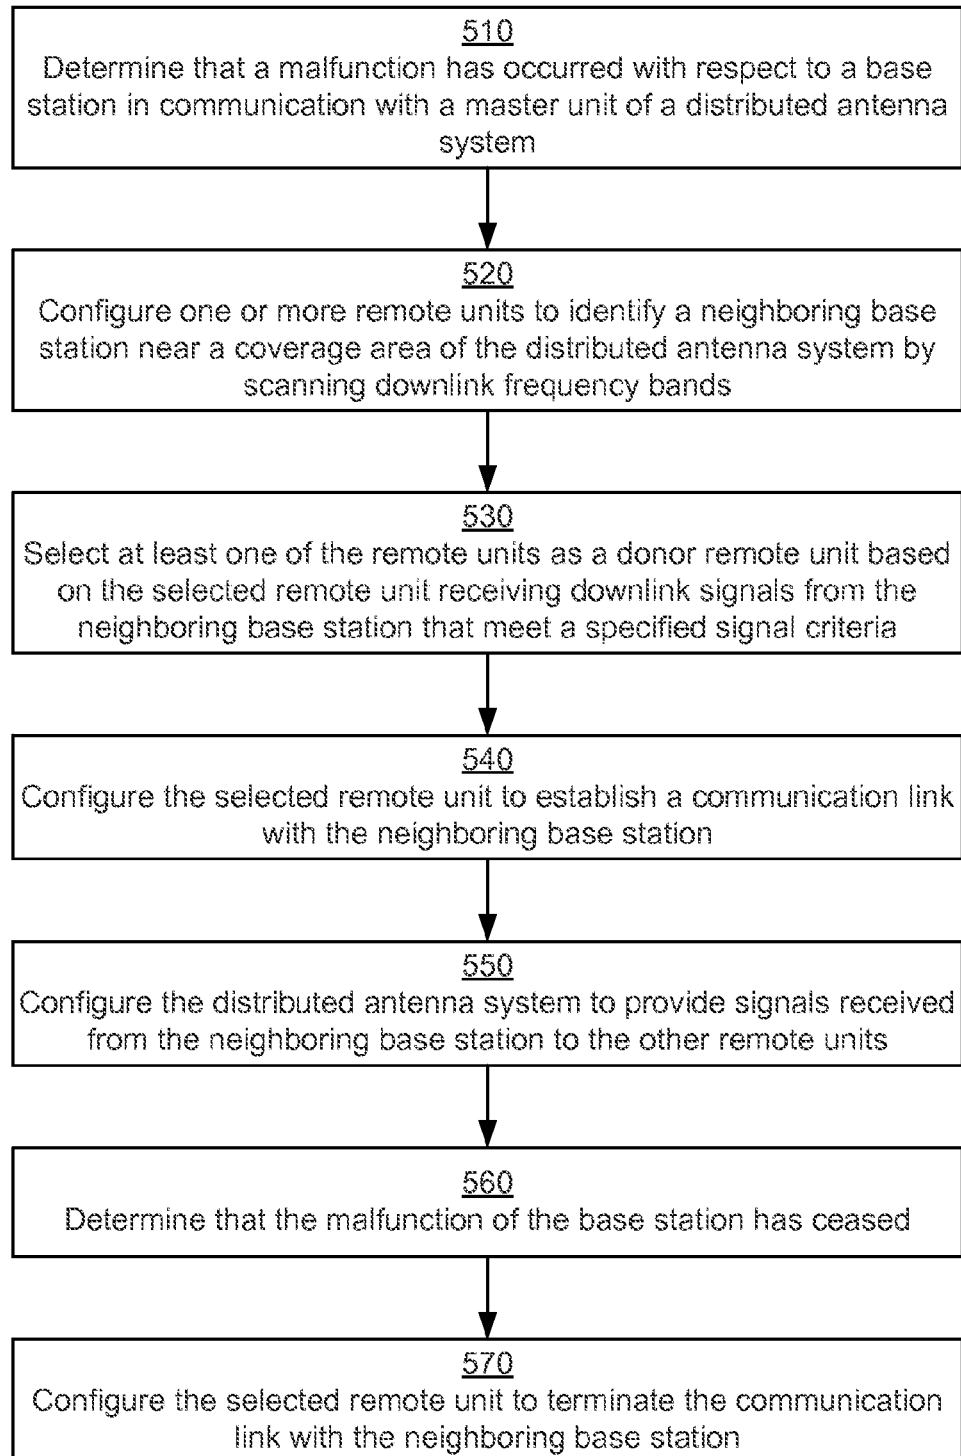 510
Determine that a malfunction has occurred with respect to a base
station in communication with a master unit of a distributed antenna
system
520
Configure one or more remote units to identify a neighboring base
station near a coverage area of the distributed antenna system by
scanning downlink frequency bands
530
Select at least one of the remote units as a donor remote unit based
on the selected remote unit receiving downlink signals from the
neighboring base station that meet a specified signal criteria
540
Configure the selected remote unit to establish a communication link
with the neighboring base station
550
Configure the distributed antenna system to provide signals received
from the neighboring base station to the other remote units
560
Determine that the malfunction of the base station has ceased
570
Configure the selected remote unit to terminate the communication
link with the neighboring base station